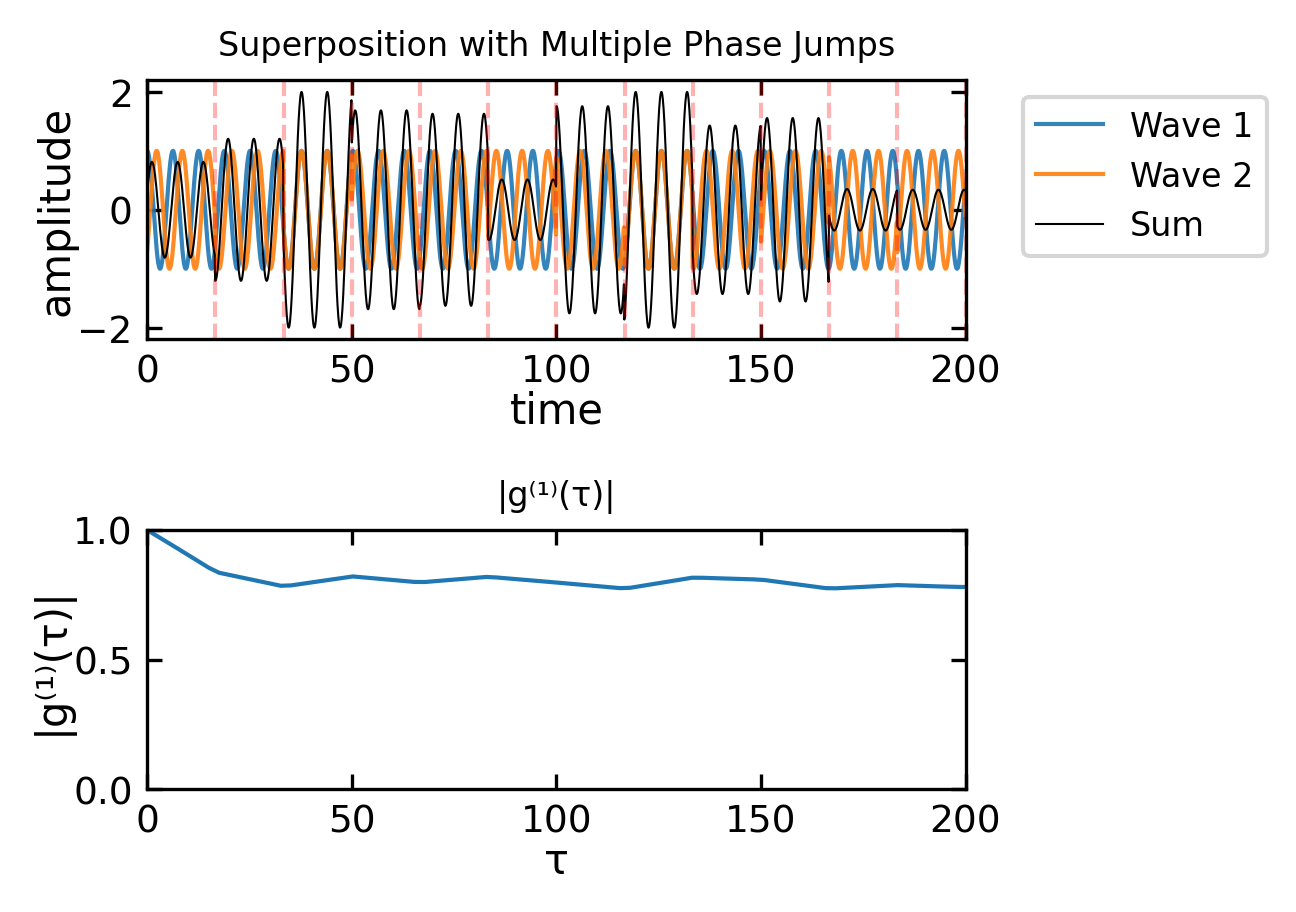 Superposition with Multiple Phase Jumps
amplitude
2
0
−2
0 50 100 150 200
time
Wave 1
Wave 2
Sum
|g⁽¹⁾(τ)|
|g⁽¹⁾(τ)|
1.0
0.5
0.0
0 50 100 150 200
τ